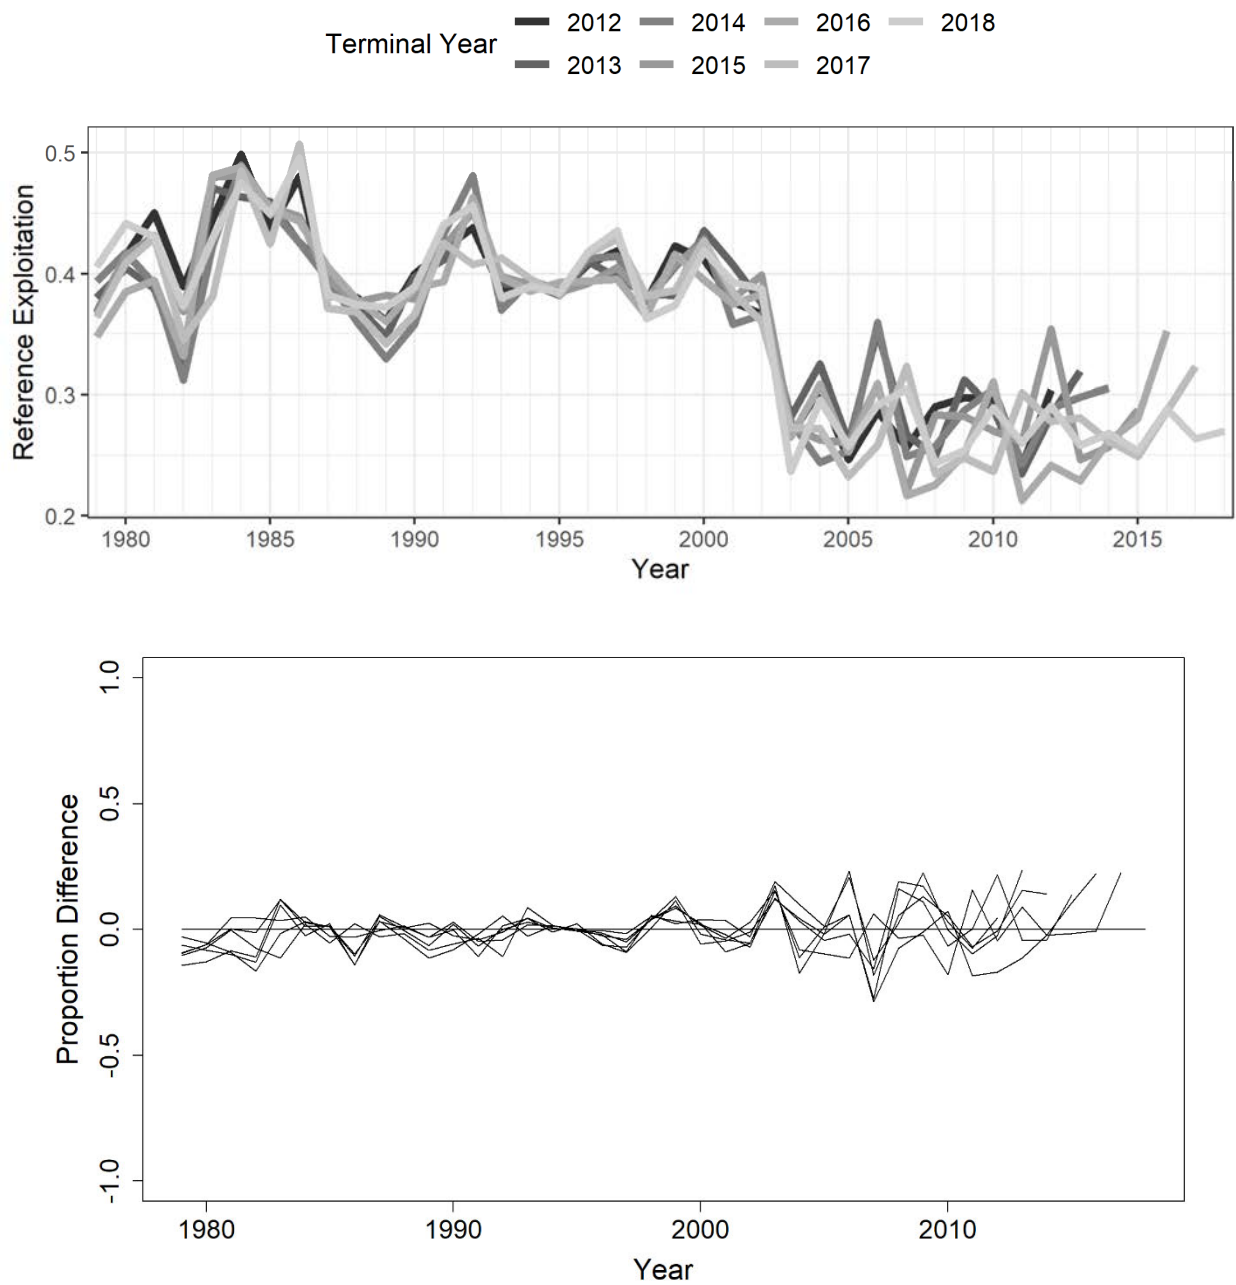 Terminal Year
2012 2014 2016 2018
2013 2015 2017
Reference Exploitation
0.5
0.4
0.3
0.2
1980 1985 1990 1995 2000 2005 2010 2015
Year
Proportion Difference
1.0
0.5
0.0
-0.5
-1.0
1980 1990 2000 2010
Year